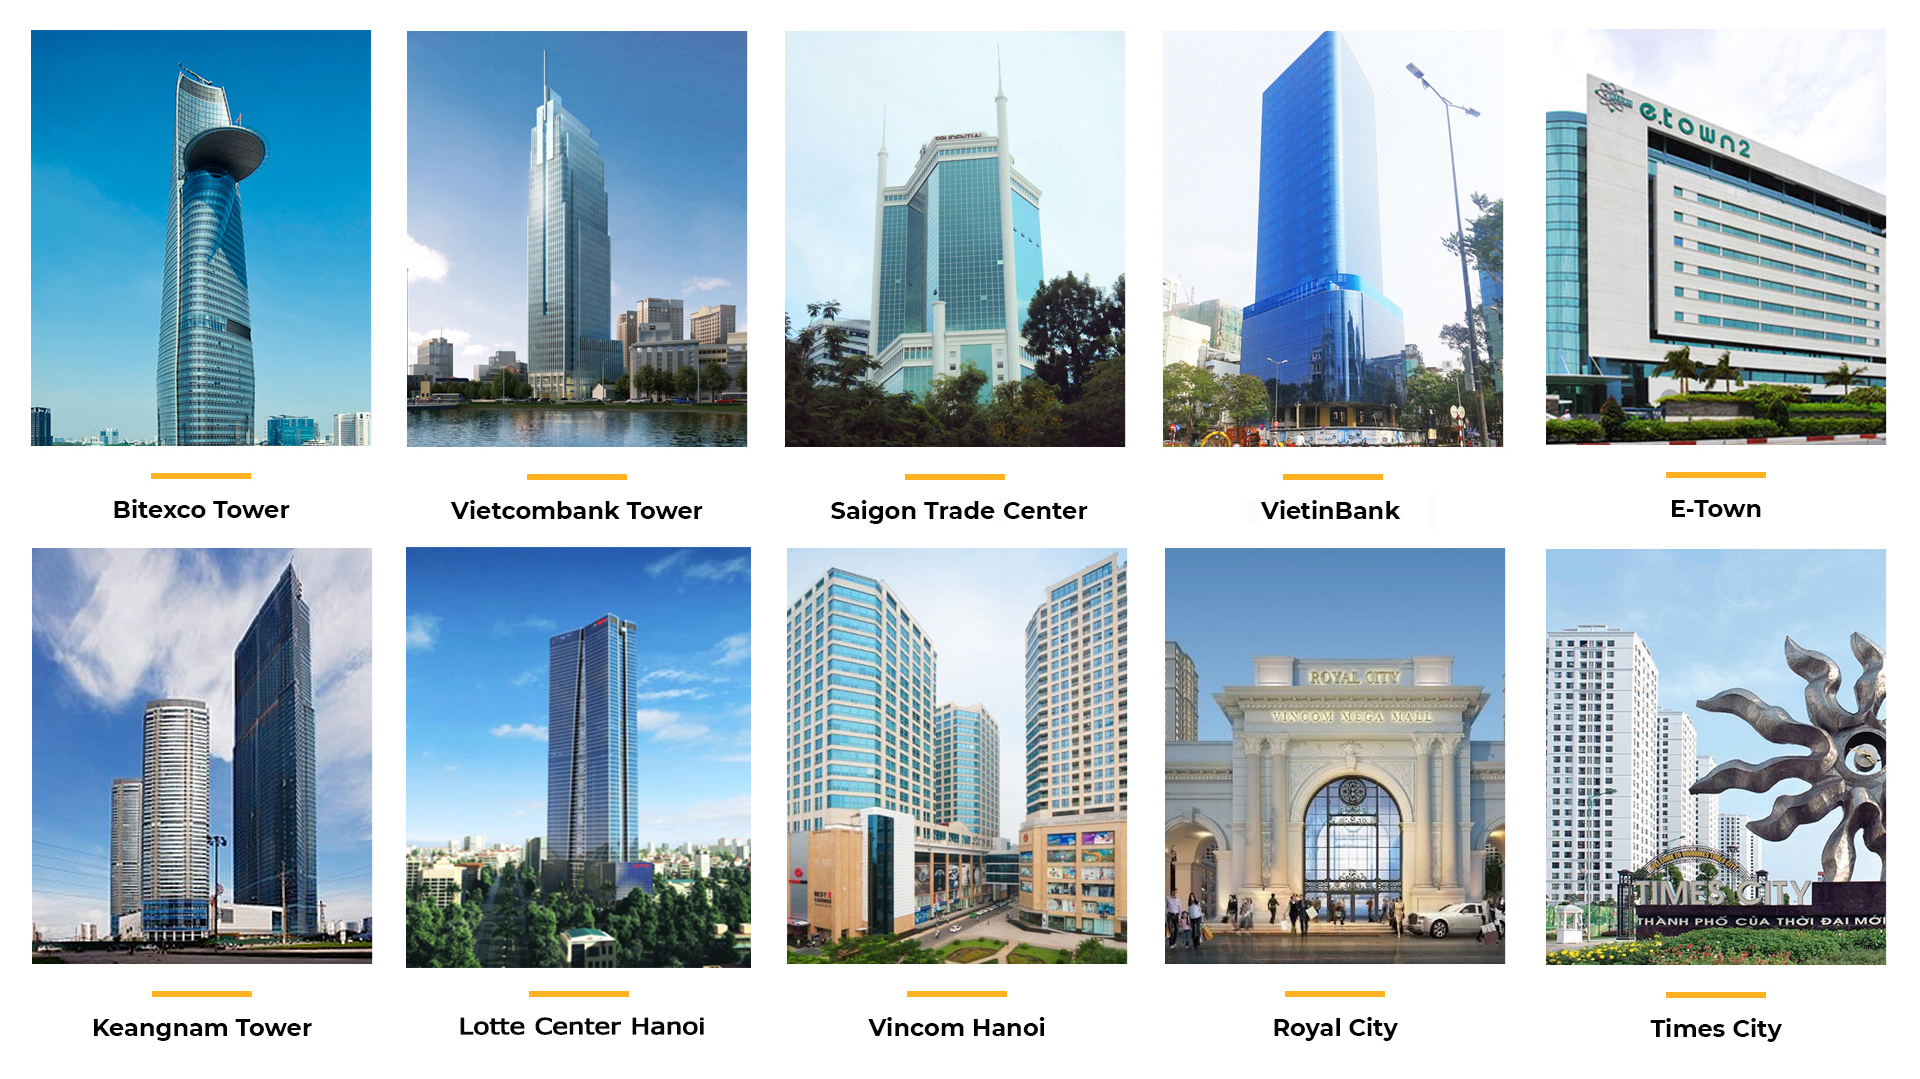 PRUDENTIAL
e.town2
Bitexco Tower
Vietcombank Tower
Saigon Trade Center
VietinBank
E-Town
ROYAL CITY
VINCOM MEGA MALL
TIMES CITY
THÀNH PHỐ CỦA THỜI ĐẠI MỚI
Keangnam Tower
Lotte Center Hanoi
Vincom Hanoi
Royal City
Times City